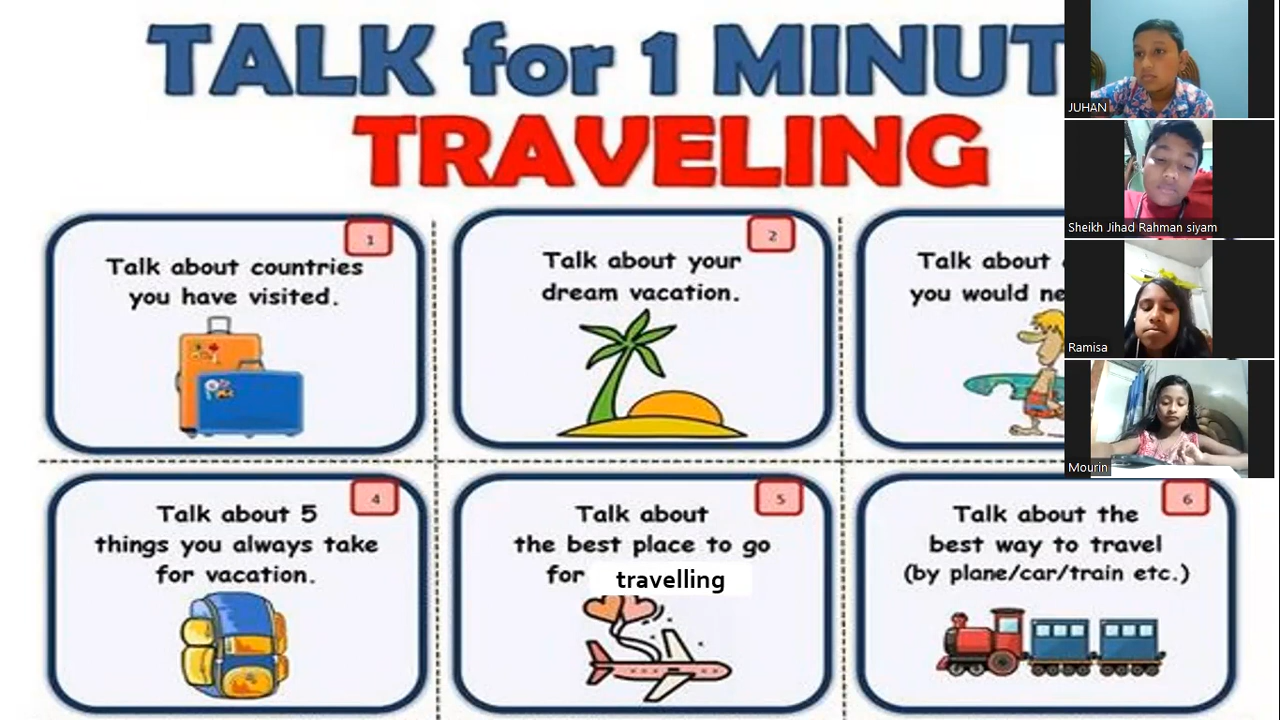 TALK for 1 MINUT
TRAVELING
1
Talk about countries
you have visited.
2
Talk about your
dream vacation.
Talk about
you would ne
4
Talk about 5
things you always take
for vacation.
5
Talk about
the best place to go
for travelling
6
Talk about the
best way to travel
(by plane/car/train etc.)
JUHAN
Sheikh Jihad Rahman siyam
Ramisa
Mourin